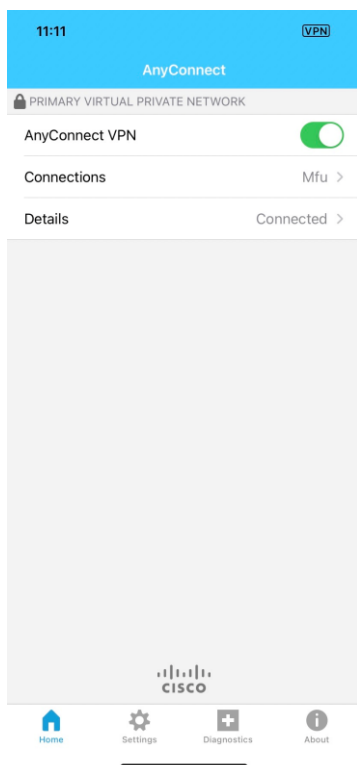 11:11 VPN
AnyConnect
PRIMARY VIRTUAL PRIVATE NETWORK
AnyConnect VPN
Connections Mfu
Details Connected
CISCO
Home Settings Diagnostics About